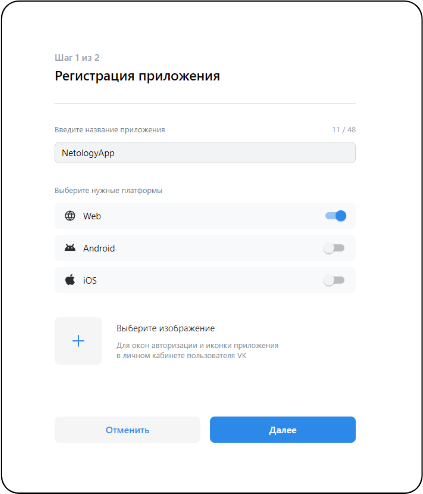 Шаг 1 из 2
Регистрация приложения
Введите название приложения 11 / 48
NetologyApp
Выберите нужные платформы
Web
Android
iOS
Выберите изображение
Для окон авторизации и иконки приложения
в личном кабинете пользователя VK
Отменить Далее